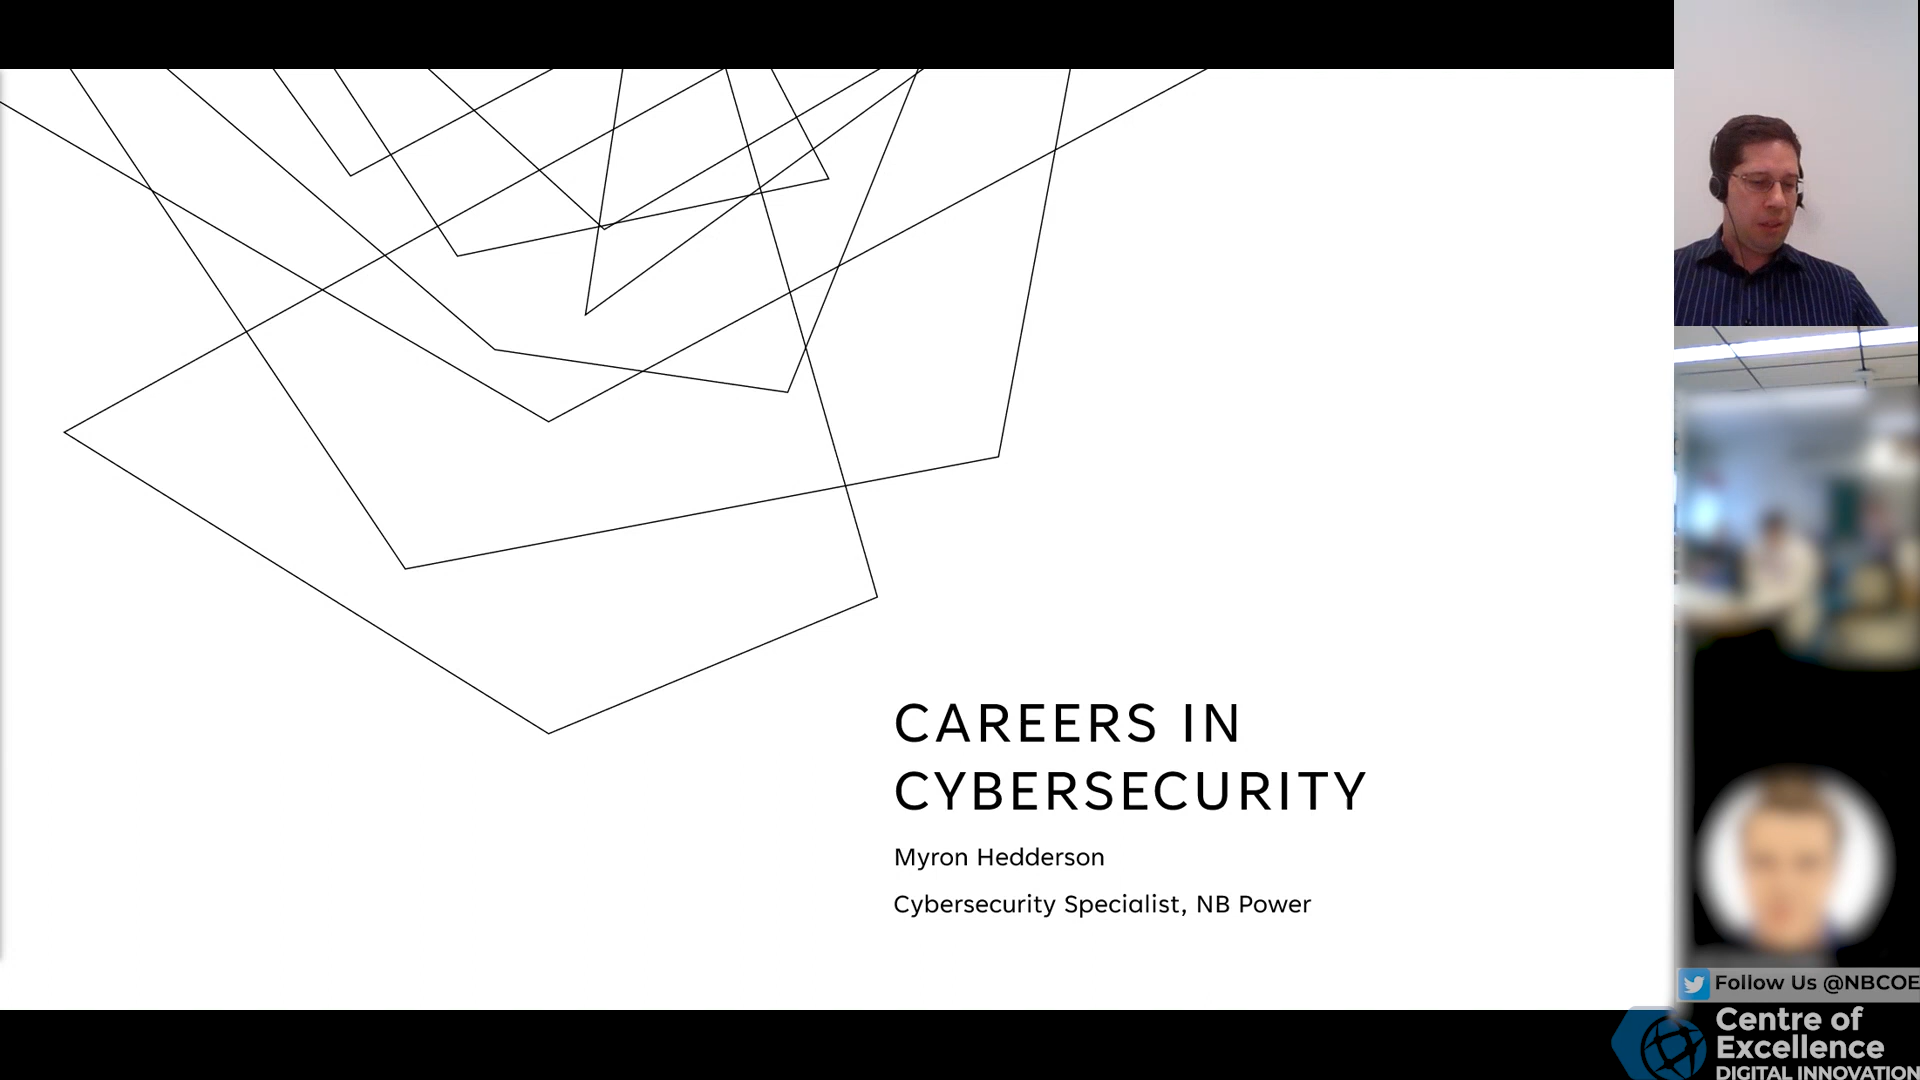 CAREERS IN
CYBERSECURITY
Myron Hedderson
Cybersecurity Specialist, NB Power
Follow Us @NBCOE
Centre of
Excellence
DIGITAL INNOVATION